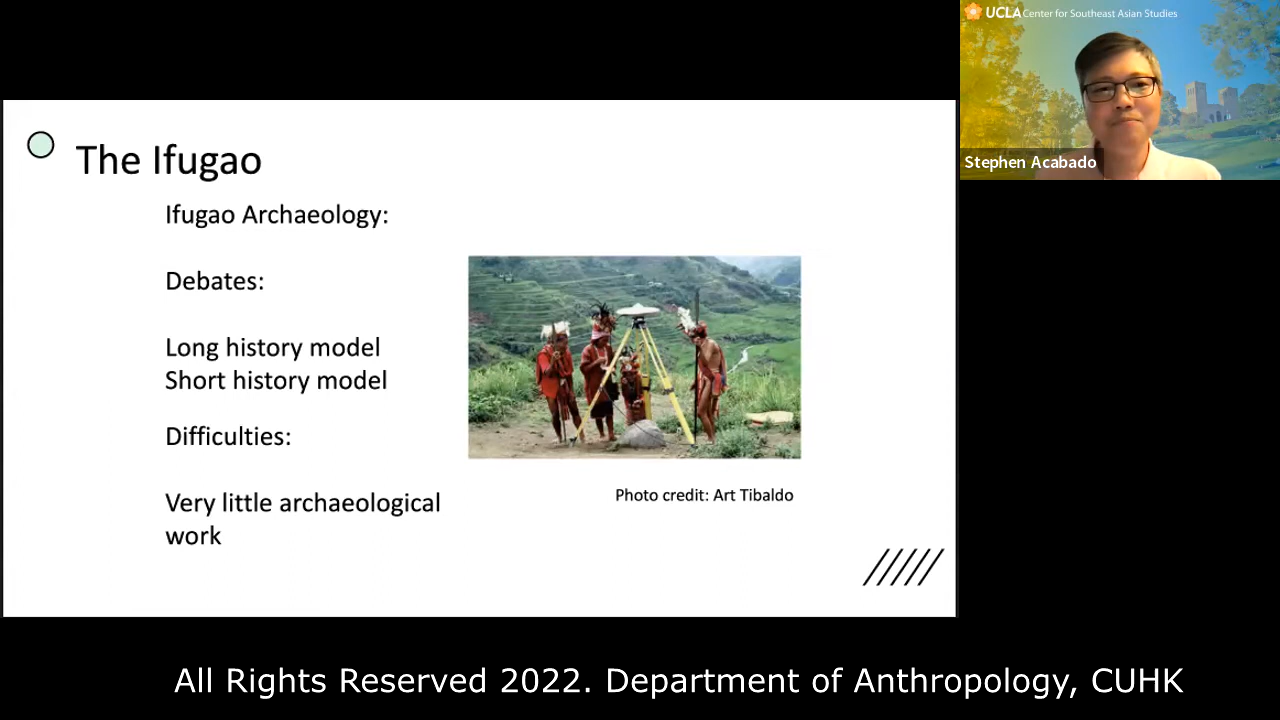 UCLA Center for Southeast Asian Studies
Stephen Acabado
The Ifugao
Ifugao Archaeology:
Debates:
Long history model
Short history model
Difficulties:
Very little archaeological
work
Photo credit: Art Tibaldo
All Rights Reserved 2022. Department of Anthropology, CUHK